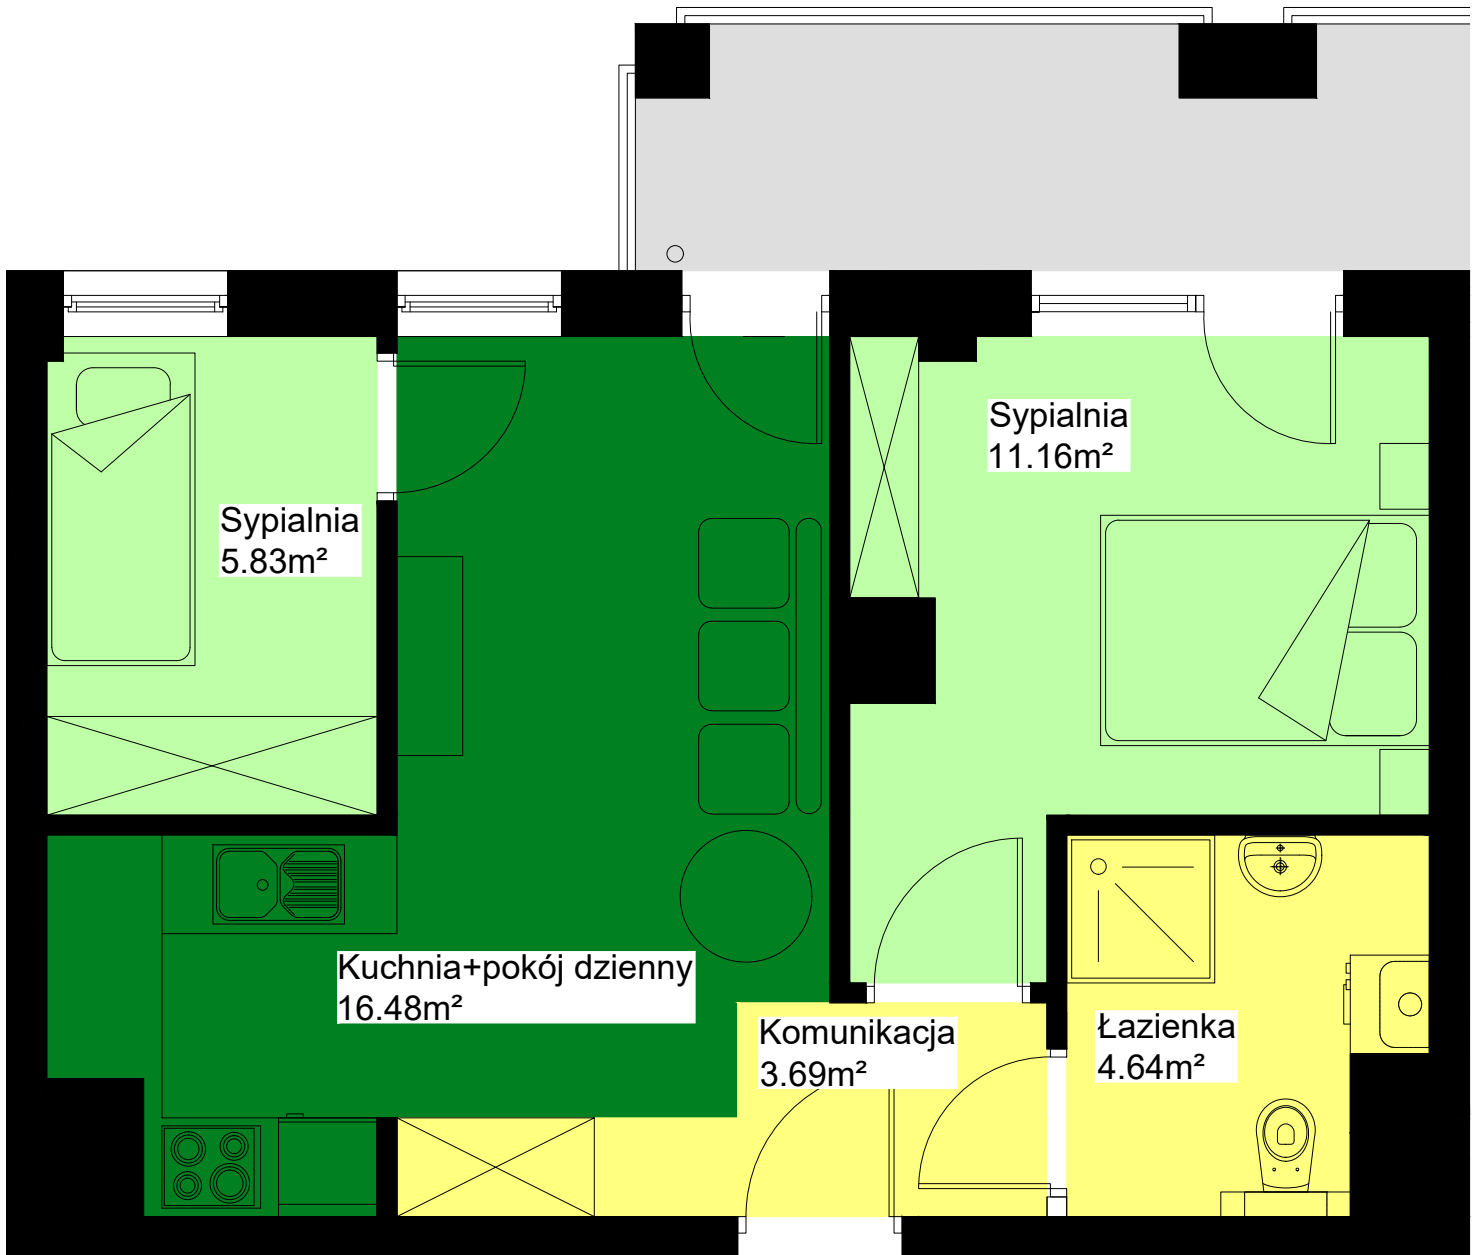 Sypialnia
11.16m²
Sypialnia
5.83m²
Kuchnia+pokój dzienny
16.48m²
Komunikacja
3.69m²
Łazienka
4.64m²